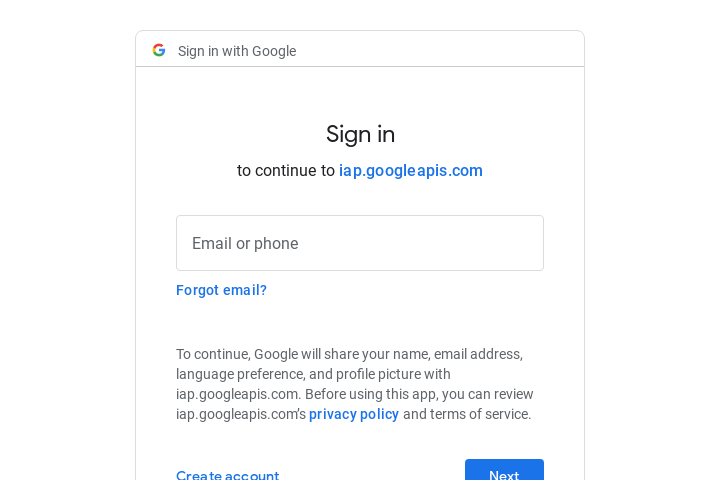 Sign in with Google
Sign in
to continue to iap.googleapis.com
Email or phone
Forgot email?
To continue, Google will share your name, email address,
language preference, and profile picture with
iap.googleapis.com. Before using this app, you can review
iap.googleapis.com’s privacy policy and terms of service.
Create account Next